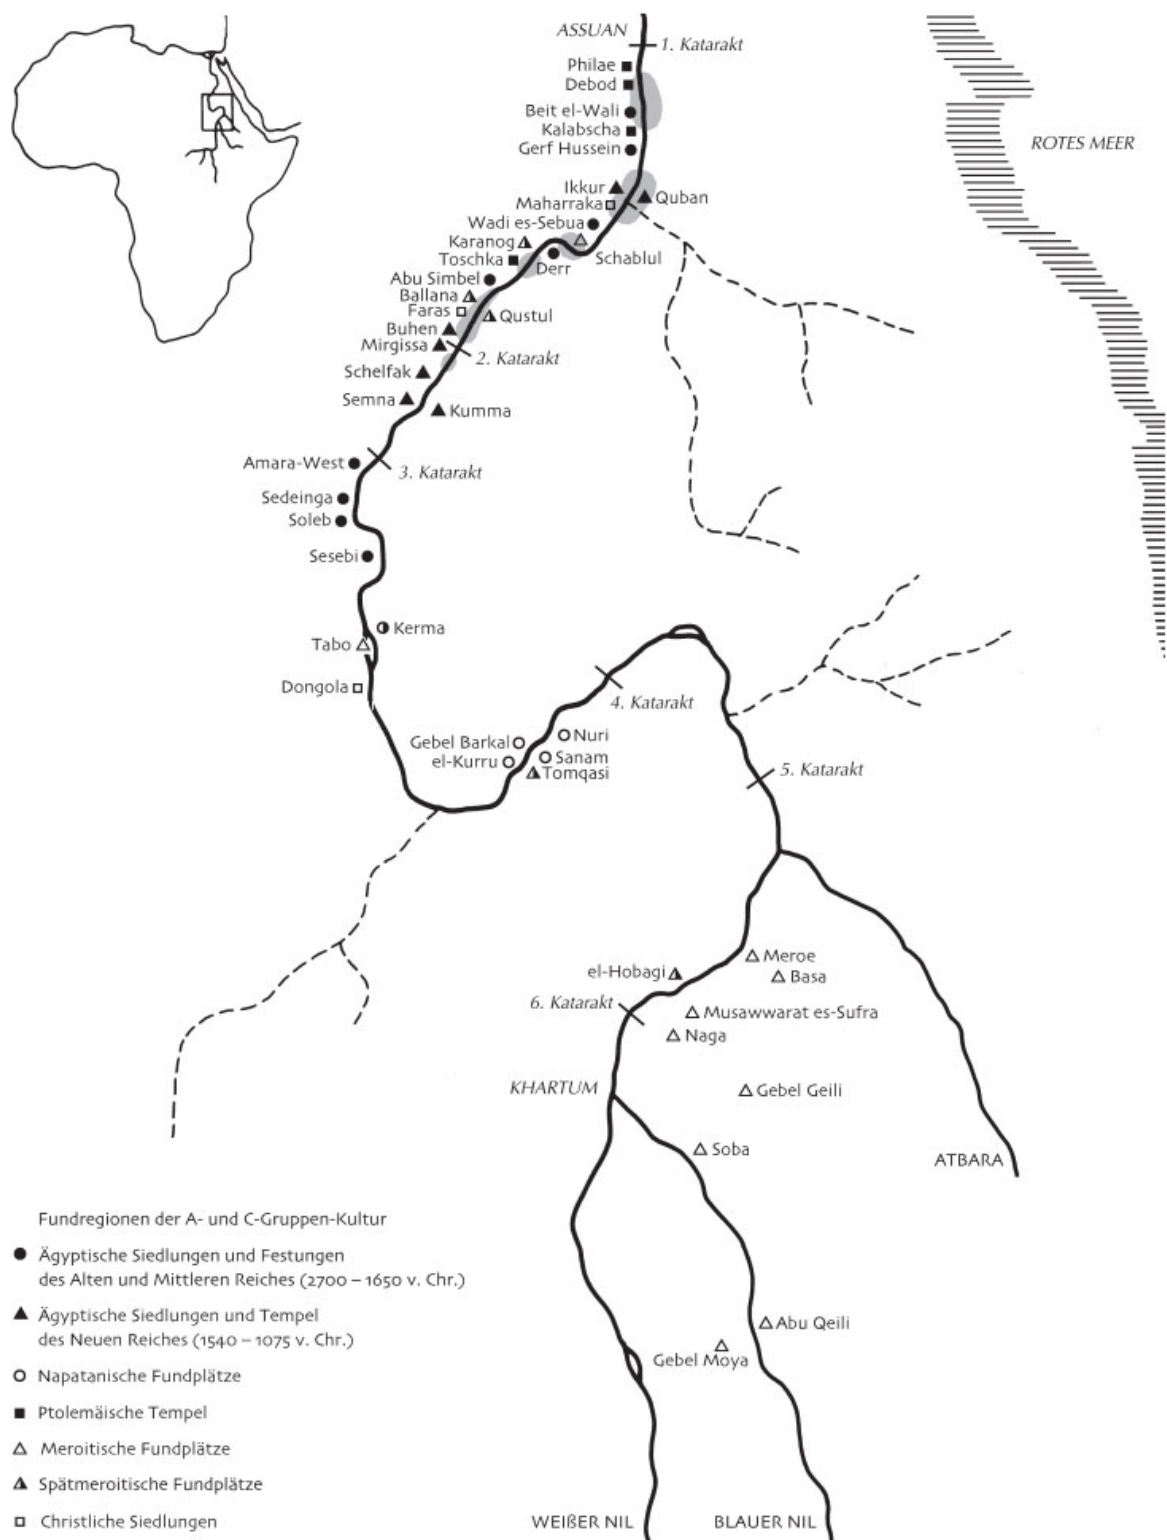 ASSUAN
1. Katarakt
Philae
Debod
Beit el-Wali
Kalabscha
Gerf Hussein
ROTES MEER
Ikkur
Quban
Maharraka
Wadi es-Sebua
Karanog
Toschka
Derr
Schablul
Abu Simbel
Ballana
Faras
Qustul
Buhen
Mirgissa
2. Katarakt
Schelfak
Semna
Kumma
Amara-West
3. Katarakt
Sedeinga
Soleb
Sesebi
Kerma
Tabo
Dongola
4. Katarakt
Gebel Barkal
Nuri
el-Kurru
Sanam
Tomqasi
5. Katarakt
Meroe
el-Hobagi
Basa
6. Katarakt
Musawwarat es-Sufra
Naga
KHARTUM
Gebel Geili
Soba
ATBARA
Fundregionen der A- und C-Gruppen-Kultur
Ägyptische Siedlungen und Festungen
des Alten und Mittleren Reiches (2700 – 1650 v. Chr.)
Ägyptische Siedlungen und Tempel
des Neuen Reiches (1540 – 1075 v. Chr.)
Abu Qeili
Gebel Moya
Napatanische Fundplätze
Ptolemäische Tempel
Meroitische Fundplätze
Spätmeroitische Fundplätze
Christliche Siedlungen
WEIßER NIL
BLAUER NIL